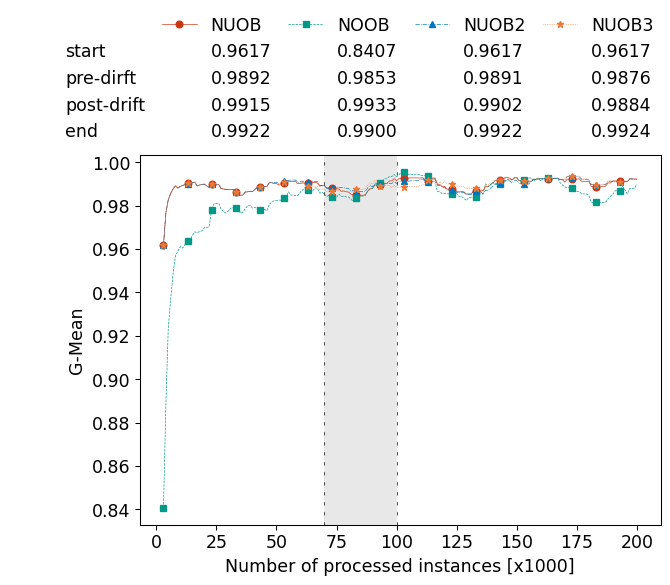 NUOB NOOB NUOB2 NUOB3
start 0.9617 0.8407 0.9617 0.9617
pre-dirft 0.9892 0.9853 0.9891 0.9876
post-drift 0.9915 0.9933 0.9902 0.9884
end 0.9922 0.9900 0.9922 0.9924
1.00
0.98
0.96
0.94
0.92
0.90
0.88
0.86
0.84
G-Mean
0 25 50 75 100 125 150 175 200
Number of processed instances [x1000]